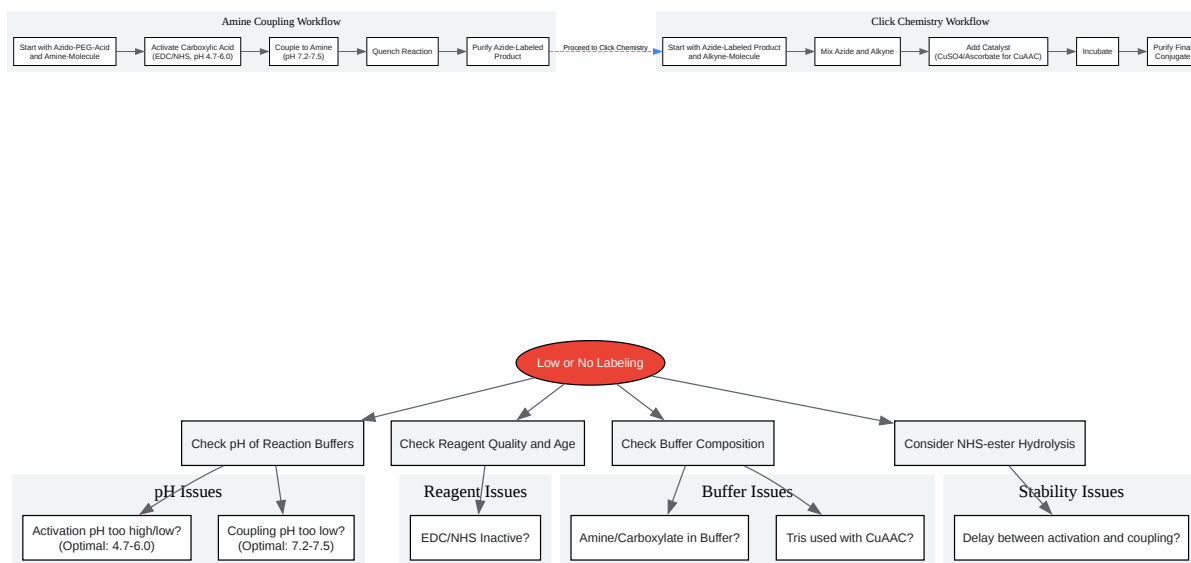 Amine Coupling Workflow
Start with Azido-PEG-Acid
and Amine-Molecule
Activate Carboxylic Acid
(EDC/NHS, pH 4.7-6.0)
Couple to Amine
(pH 7.2-7.5)
Quench Reaction
Purify Azide-Labeled
Product
Proceed to Click Chemistry
Click Chemistry Workflow
Start with Azide-Labeled Product
and Alkyne-Molecule
Mix Azide and Alkyne
Add Catalyst
(CuSO4/Ascorbate for CuAAC)
Incubate
Purify Final
Conjugate
Low or No Labeling
Check pH of Reaction Buffers
Check Reagent Quality and Age
Check Buffer Composition
Consider NHS-ester Hydrolysis
pH Issues
Activation pH too high/low?
(Optimal: 4.7-6.0)
Coupling pH too low?
(Optimal: 7.2-7.5)
Reagent Issues
EDC/NHS Inactive?
Buffer Issues
Amine/Carboxylate in Buffer?
Tris used with CuAAC?
Stability Issues
Delay between activation and coupling?